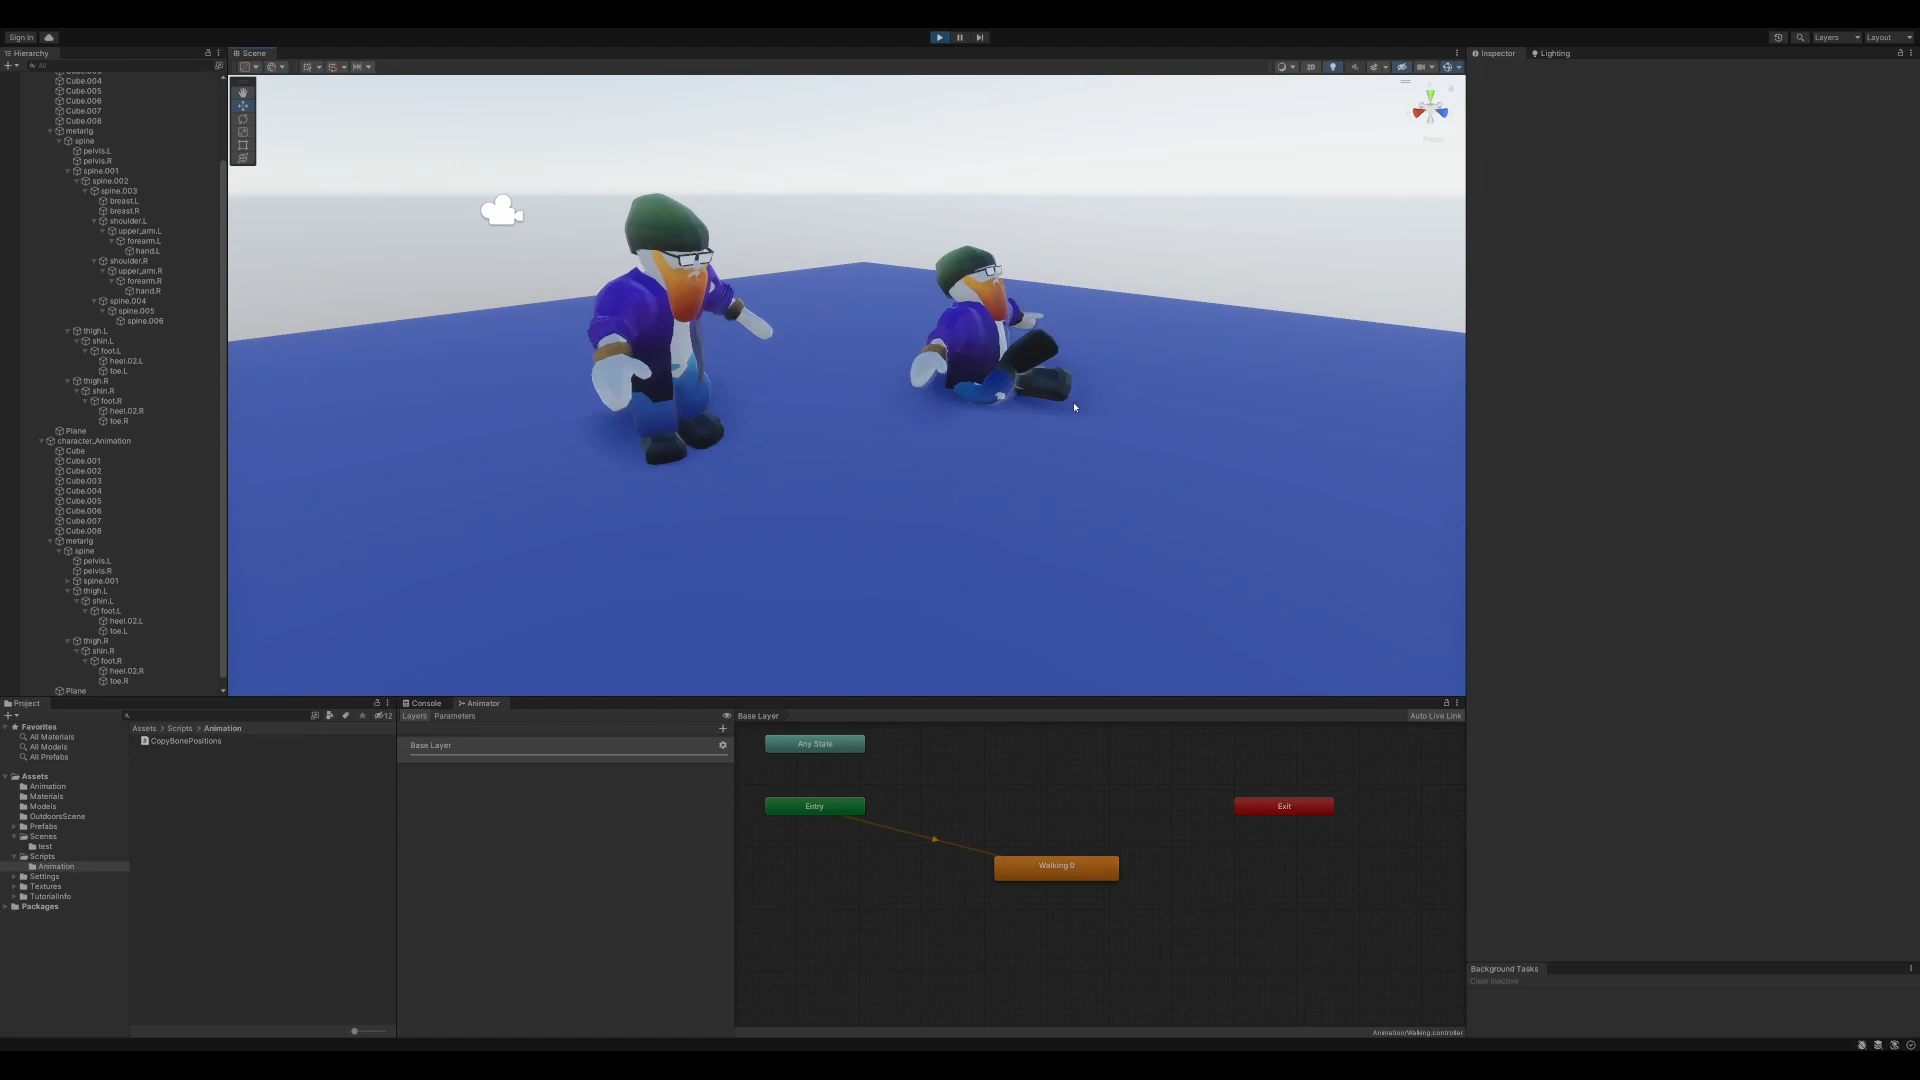 Sign in
Layers
Layout
Hierarchy
All
Cube.004
Cube.005
Cube.006
Cube.007
Cube.008
metarig
spine
pelvis.L
pelvis.R
spine.001
spine.002
spine.003
breast.L
breast.R
shoulder.L
upper_arm.L
forearm.L
hand.L
shoulder.R
upper_arm.R
forearm.R
hand.R
spine.004
spine.005
spine.006
thigh.L
shin.L
foot.L
heel.02.L
toe.L
thigh.R
shin.R
foot.R
heel.02.R
toe.R
Plane
character_Animation
Cube
Cube.001
Cube.002
Cube.003
Cube.004
Cube.005
Cube.006
Cube.007
Cube.008
metarig
spine
pelvis.L
pelvis.R
spine.001
thigh.L
shin.L
foot.L
heel.02.L
toe.L
thigh.R
shin.R
foot.R
heel.02.R
toe.R
Plane
Scene
2D
Persp
Inspector
Lighting
Project
12
Favorites
All Materials
All Models
All Prefabs
Assets
Animation
Materials
Models
OutdoorsScene
Prefabs
Scenes
test
Scripts
Animation
Settings
Textures
TutorialInfo
Packages
Assets > Scripts > Animation
CopyBonePositions
Console
Animator
Layers
Parameters
Base Layer
Base Layer
Auto Live Link
Any State
Entry
Exit
Walking 0
Animation/Walking.controller
Background Tasks
Clear inactive